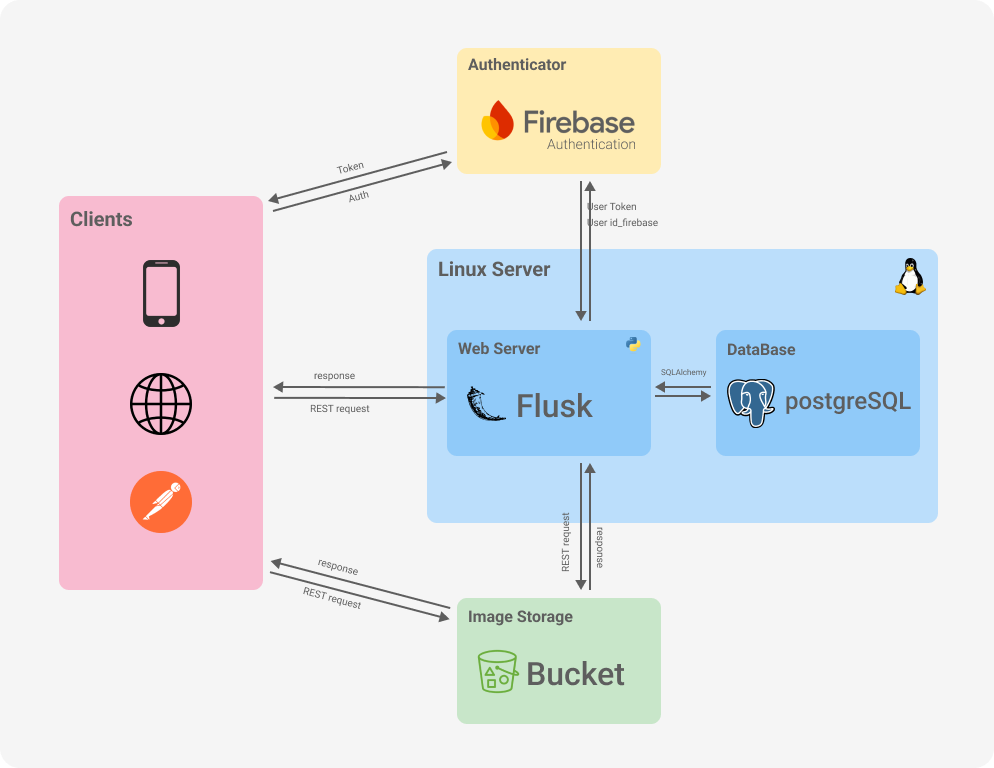 Authenticator
Firebase
Authentication
Token
Auth
User Token
User id_firebase
Clients
Linux Server
Web Server
Flusk
SQLAlchemy
DataBase
postgreSQL
response
REST request
REST request
response
response
REST request
Image Storage
Bucket